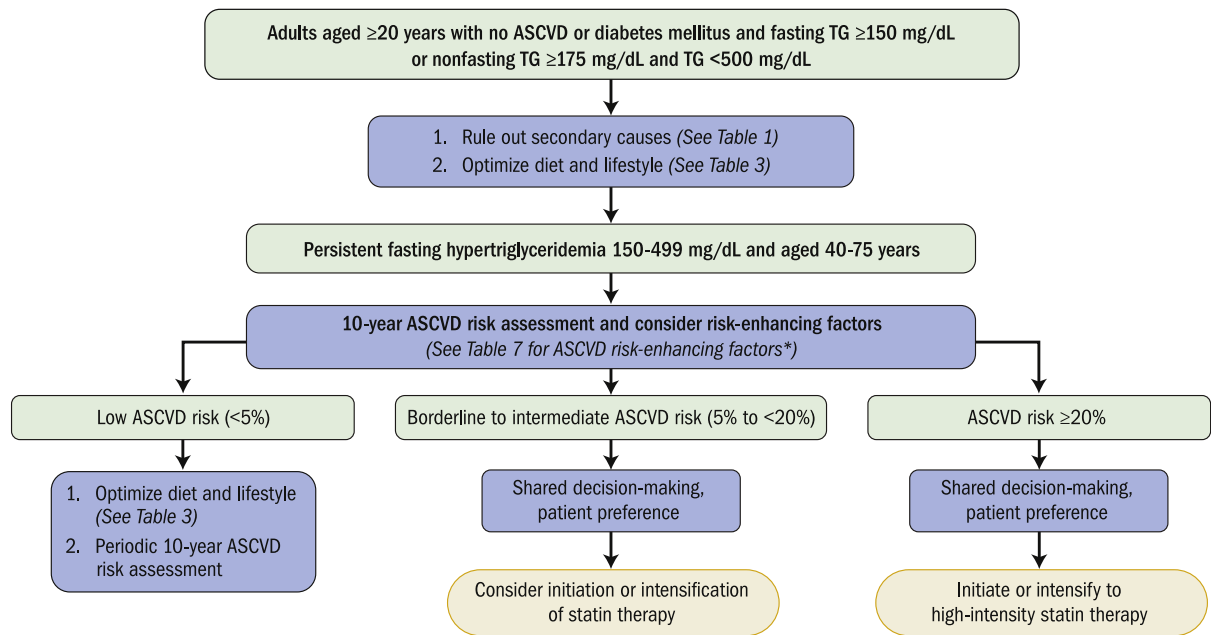 Adults aged ≥20 years with no ASCVD or diabetes mellitus and fasting TG ≥150 mg/dL
or nonfasting TG ≥175 mg/dL and TG <500 mg/dL
1. Rule out secondary causes (See Table 1)
2. Optimize diet and lifestyle (See Table 3)
Persistent fasting hypertriglyceridemia 150-499 mg/dL and aged 40-75 years
10-year ASCVD risk assessment and consider risk-enhancing factors
(See Table 7 for ASCVD risk-enhancing factors*)
Low ASCVD risk (<5%)
1. Optimize diet and lifestyle
(See Table 3)
2. Periodic 10-year ASCVD
risk assessment
Borderline to intermediate ASCVD risk (5% to <20%)
Shared decision-making,
patient preference
Consider initiation or intensification
of statin therapy
ASCVD risk ≥20%
Shared decision-making,
patient preference
Initiate or intensify to
high-intensity statin therapy